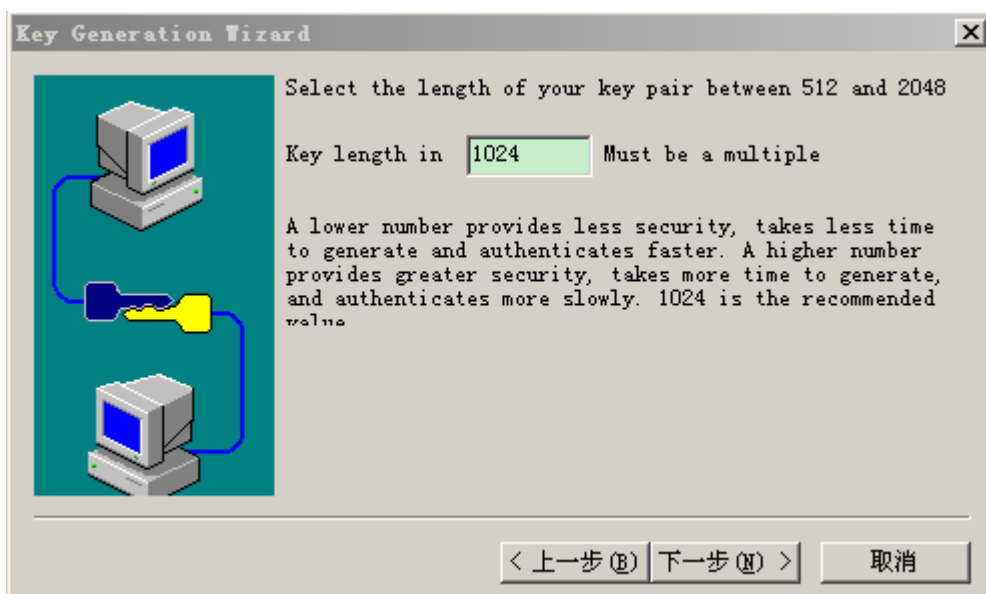 Key Generation Wizard
Select the length of your key pair between 512 and 2048
Key length in 1024 Must be a multiple
A lower number provides less security, takes less time
to generate and authenticates faster. A higher number
provides greater security, takes more time to generate,
and authenticates more slowly. 1024 is the recommended
value
< 上一步(B) 下一步(N) > 取消